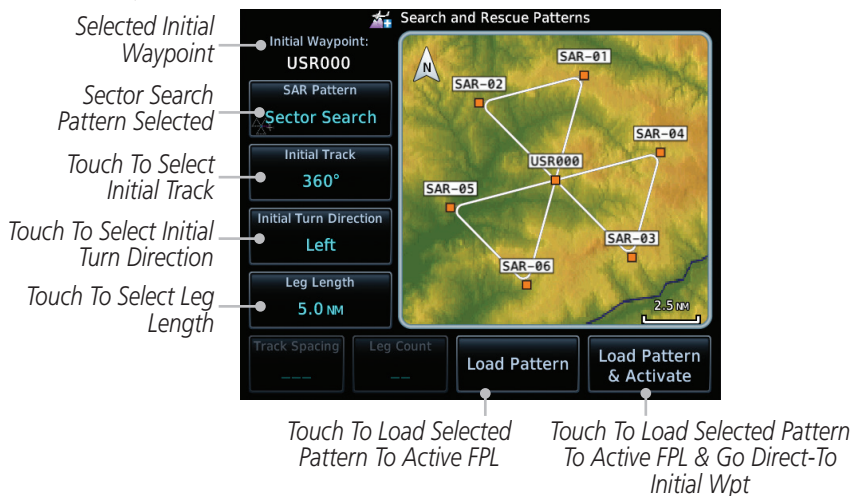 Search and Rescue Patterns
Selected Initial
Waypoint
Initial Waypoint:
USR000
Sector Search
Pattern Selected
SAR Pattern
Sector Search
Touch To Select
Initial Track
Initial Track
360°
Touch To Select Initial
Turn Direction
Initial Turn Direction
Left
Touch To Select Leg
Length
Leg Length
5.0 NM
N
SAR-01
SAR-02
SAR-04
USR000
SAR-05
SAR-03
SAR-06
2.5 NM
Track Spacing
___
Leg Count
__
Load Pattern
Load Pattern
& Activate
Touch To Load Selected
Pattern To Active FPL
Touch To Load Selected Pattern
To Active FPL & Go Direct-To
Initial Wpt